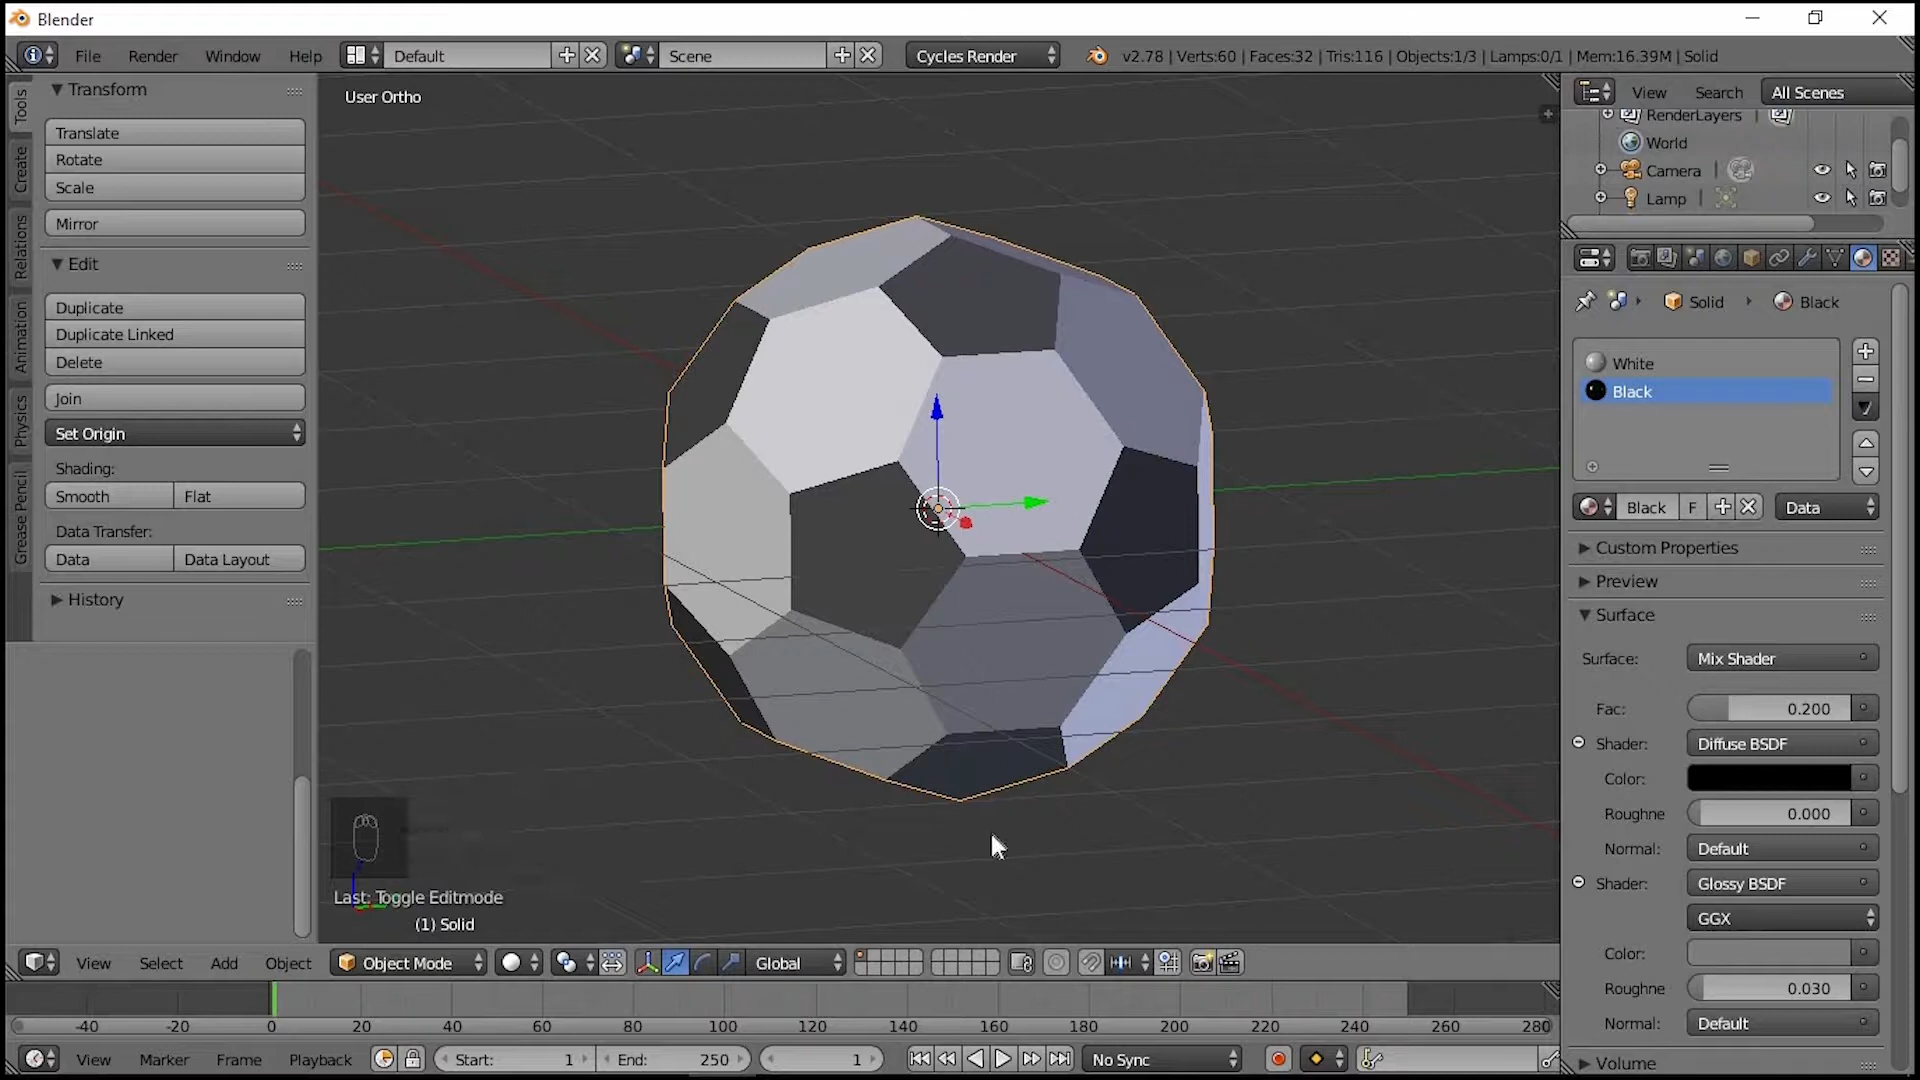 Blender
File Render Window Help Default Scene Cycles Render v2.78 | Verts:60 | Faces:32 | Tris:116 | Objects:1/3 | Lamps:0/1 | Mem:16.39M | Solid
Tools
Create
Relations
Animation
Physics
Grease Pencil
Transform
Translate
Rotate
Scale
Mirror
Edit
Duplicate
Duplicate Linked
Delete
Join
Set Origin
Shading:
Smooth Flat
Data Transfer:
Data Data Layout
History
User Ortho
Last: Toggle Editmode
(1) Solid
View Search All Scenes
RenderLayers |
World
Camera |
Lamp |
Solid Black
White
Black
Black F Data
Custom Properties
Preview
Surface
Surface: Mix Shader
Fac: 0.200
Shader: Diffuse BSDF
Color:
Roughne 0.000
Normal: Default
Shader: Glossy BSDF
GGX
Color:
Roughne 0.030
Normal: Default
Volume
View Select Add Object Object Mode Global
-40 -20 0 20 40 60 80 100 120 140 160 180 200 220 240 260 280
View Marker Frame Playback Start: 1 End: 250 1 No Sync